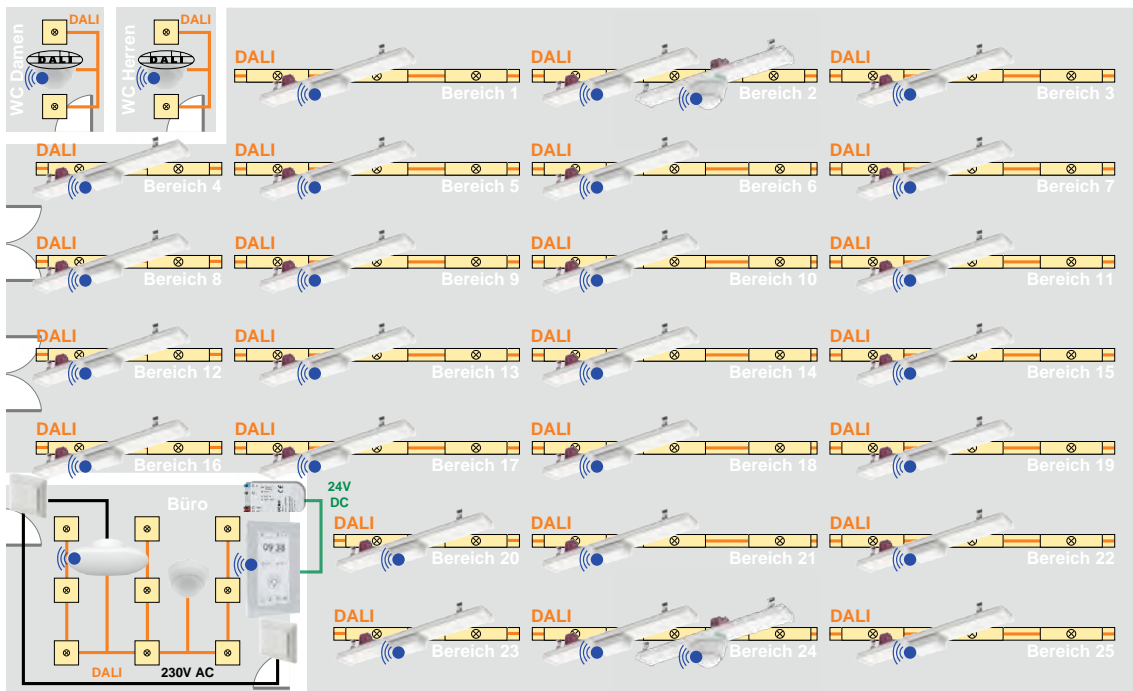 DALI
DALI
WC Damen
WC Herren
DALI
DALI
DALI
Bereich 1
DALI
Bereich 2
DALI
Bereich 3
DALI
Bereich 4
DALI
Bereich 5
DALI
Bereich 6
DALI
Bereich 7
DALI
Bereich 8
DALI
Bereich 9
DALI
Bereich 10
DALI
Bereich 11
DALI
Bereich 12
DALI
Bereich 13
DALI
Bereich 14
DALI
Bereich 15
DALI
Bereich 16
DALI
Bereich 17
DALI
Bereich 18
DALI
Bereich 19
Büro
24V
DC
09 38
DALI
230V AC
DALI
Bereich 20
DALI
Bereich 21
DALI
Bereich 22
DALI
Bereich 23
DALI
Bereich 24
DALI
Bereich 25